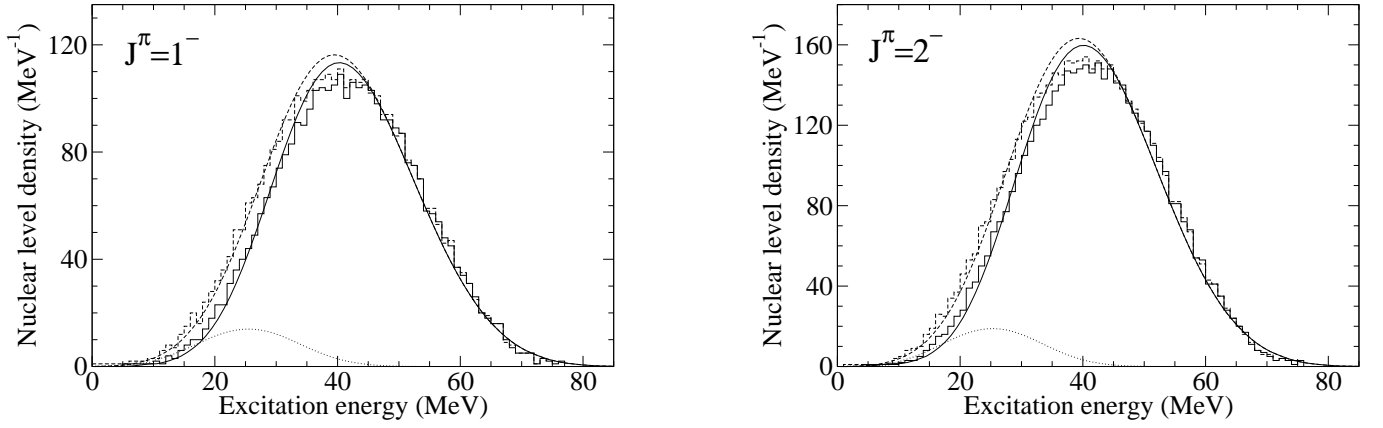 J^π=1^-
Nuclear level density (MeV^-1)
120
80
40
0
0 20 40 60 80
Excitation energy (MeV)
J^π=2^-
Nuclear level density (MeV^-1)
160
120
80
40
0
0 20 40 60 80
Excitation energy (MeV)